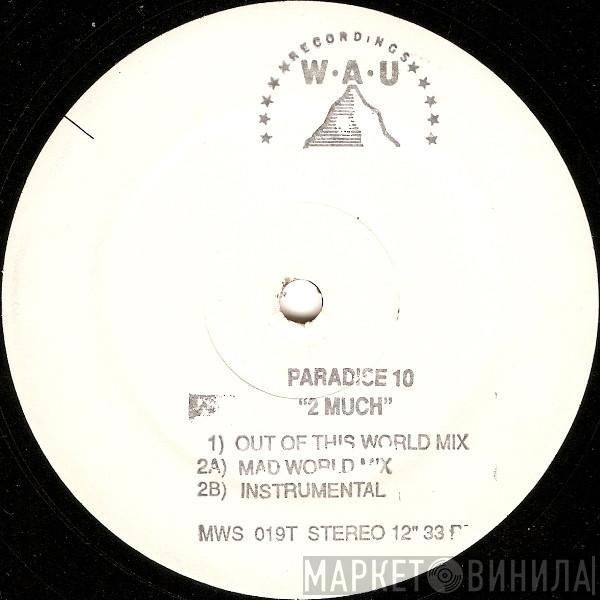 RECORDINGS
W·A·U
PARADISE 10
"2 MUCH"
1) OUT OF THIS WORLD MIX
2A) MAD WORLD MIX
2B) INSTRUMENTAL
MWS 019T STEREO 12" 33
МАРКЕТ ВИНИЛА